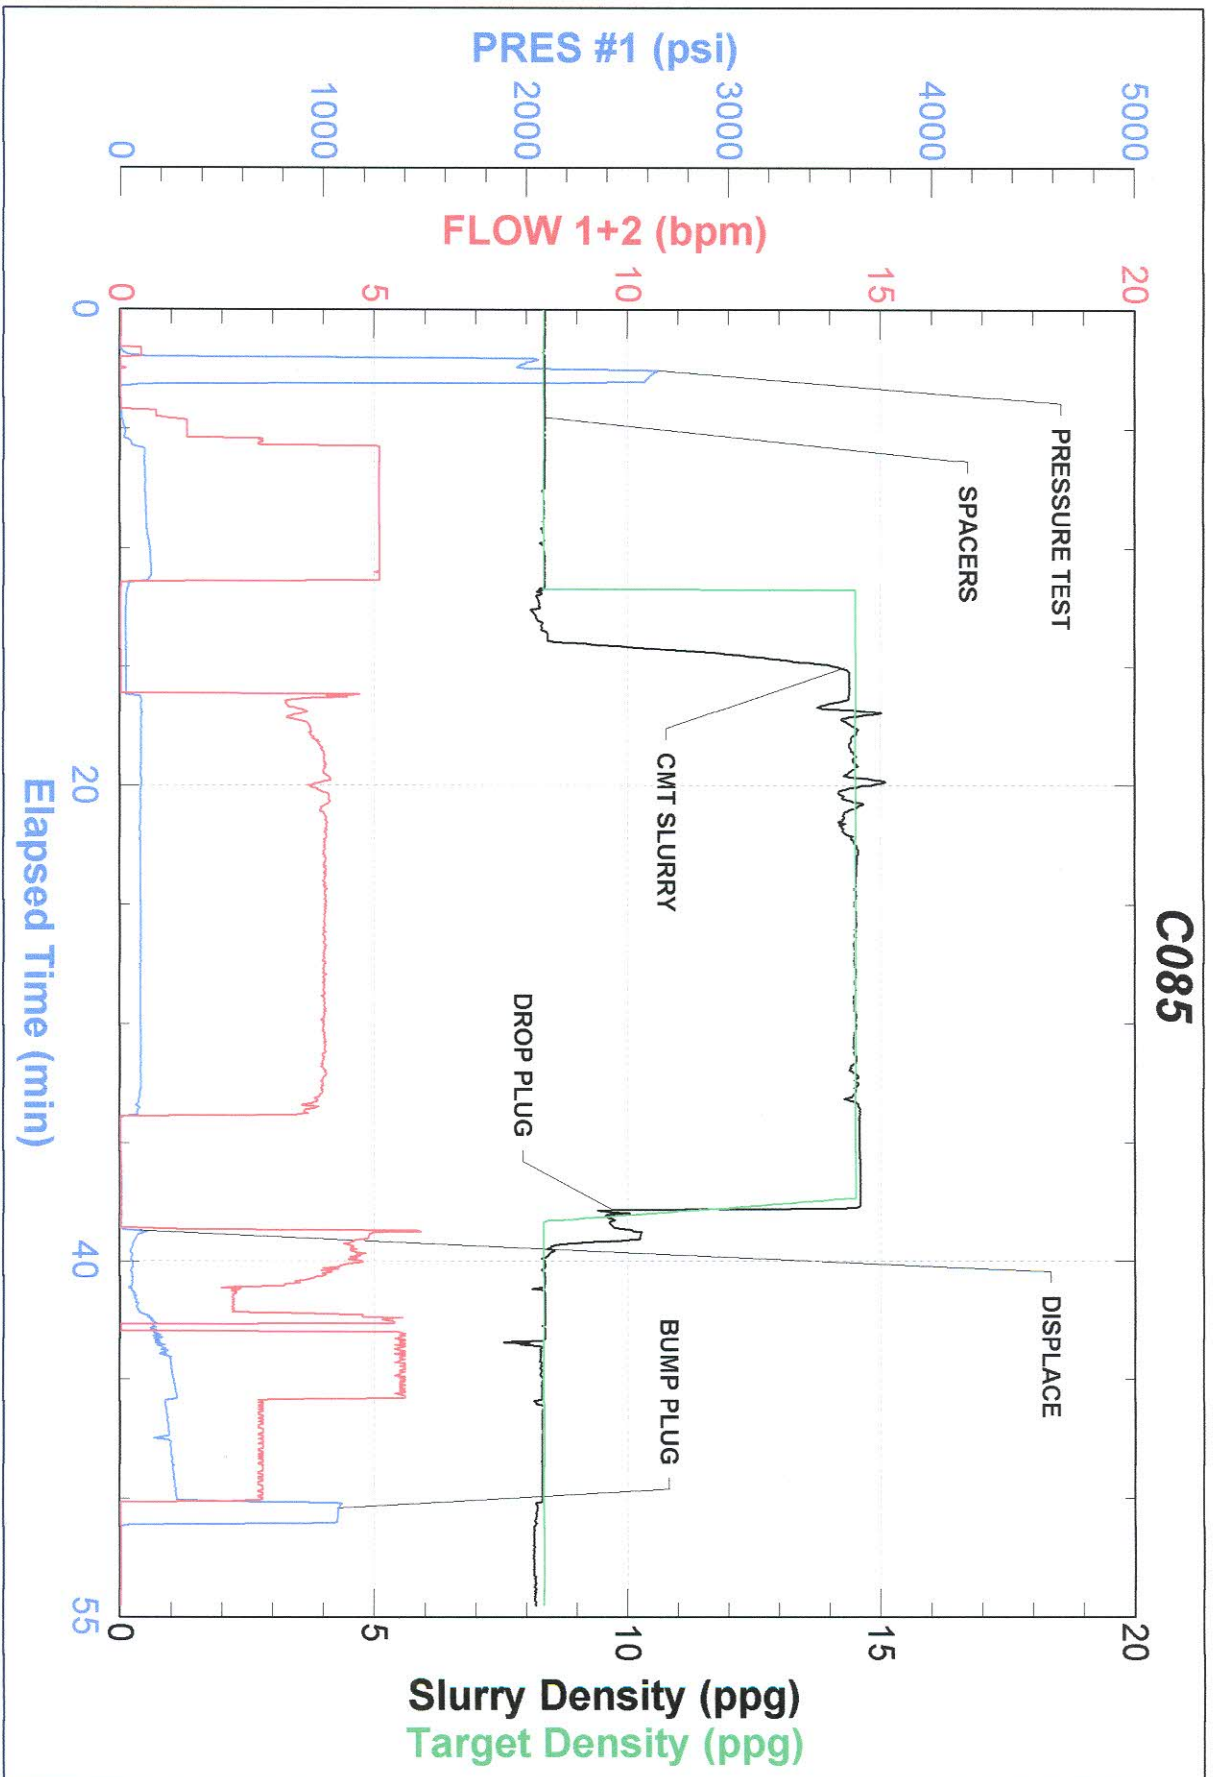 C085
PRES #1 (psi)
5000
4000
3000
2000
1000
0
FLOW 1+2 (bpm)
20
15
10
5
0
PRESSURE TEST
SPACERS
CMT SLURRY
DROP PLUG
DISPLACE
BUMP PLUG
20
15
10
5
0
Slurry Density (ppg)
Target Density (ppg)
0
20
40
55
Elapsed Time (min)